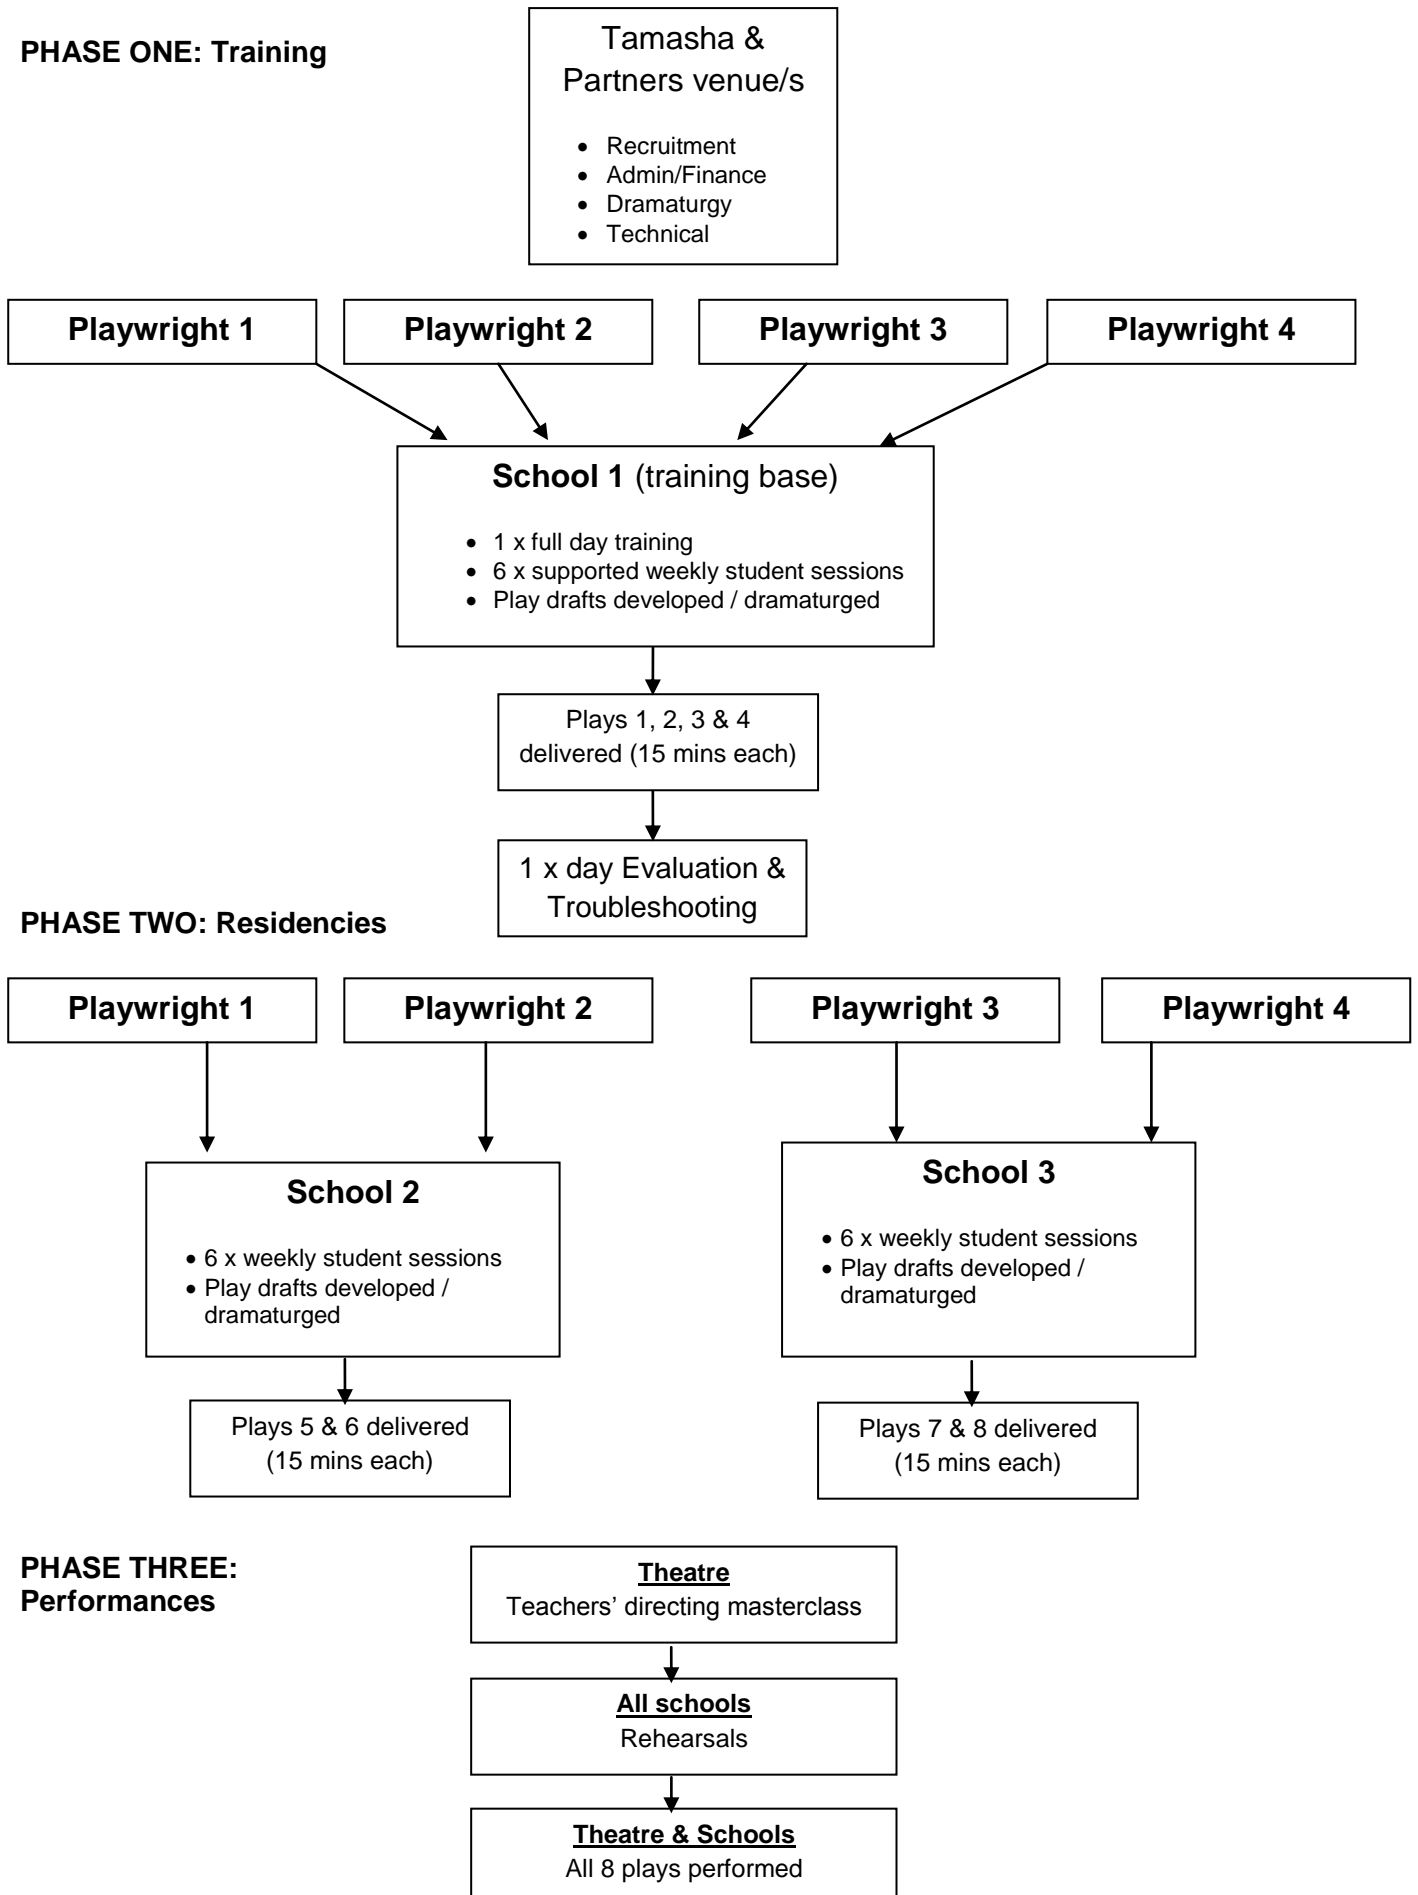 PHASE ONE: Training
Tamasha &
Partners venue/s
• Recruitment
• Admin/Finance
• Dramaturgy
• Technical
Playwright 1
Playwright 2
Playwright 3
Playwright 4
School 1 (training base)
• 1 x full day training
• 6 x supported weekly student sessions
• Play drafts developed / dramaturged
Plays 1, 2, 3 & 4
delivered (15 mins each)
1 x day Evaluation &
Troubleshooting
PHASE TWO: Residencies
Playwright 1
Playwright 2
Playwright 3
Playwright 4
School 2
• 6 x weekly student sessions
• Play drafts developed /
dramaturged
School 3
• 6 x weekly student sessions
• Play drafts developed /
dramaturged
Plays 5 & 6 delivered
(15 mins each)
Plays 7 & 8 delivered
(15 mins each)
PHASE THREE:
Performances
Theatre
Teachers’ directing masterclass
All schools
Rehearsals
Theatre & Schools
All 8 plays performed